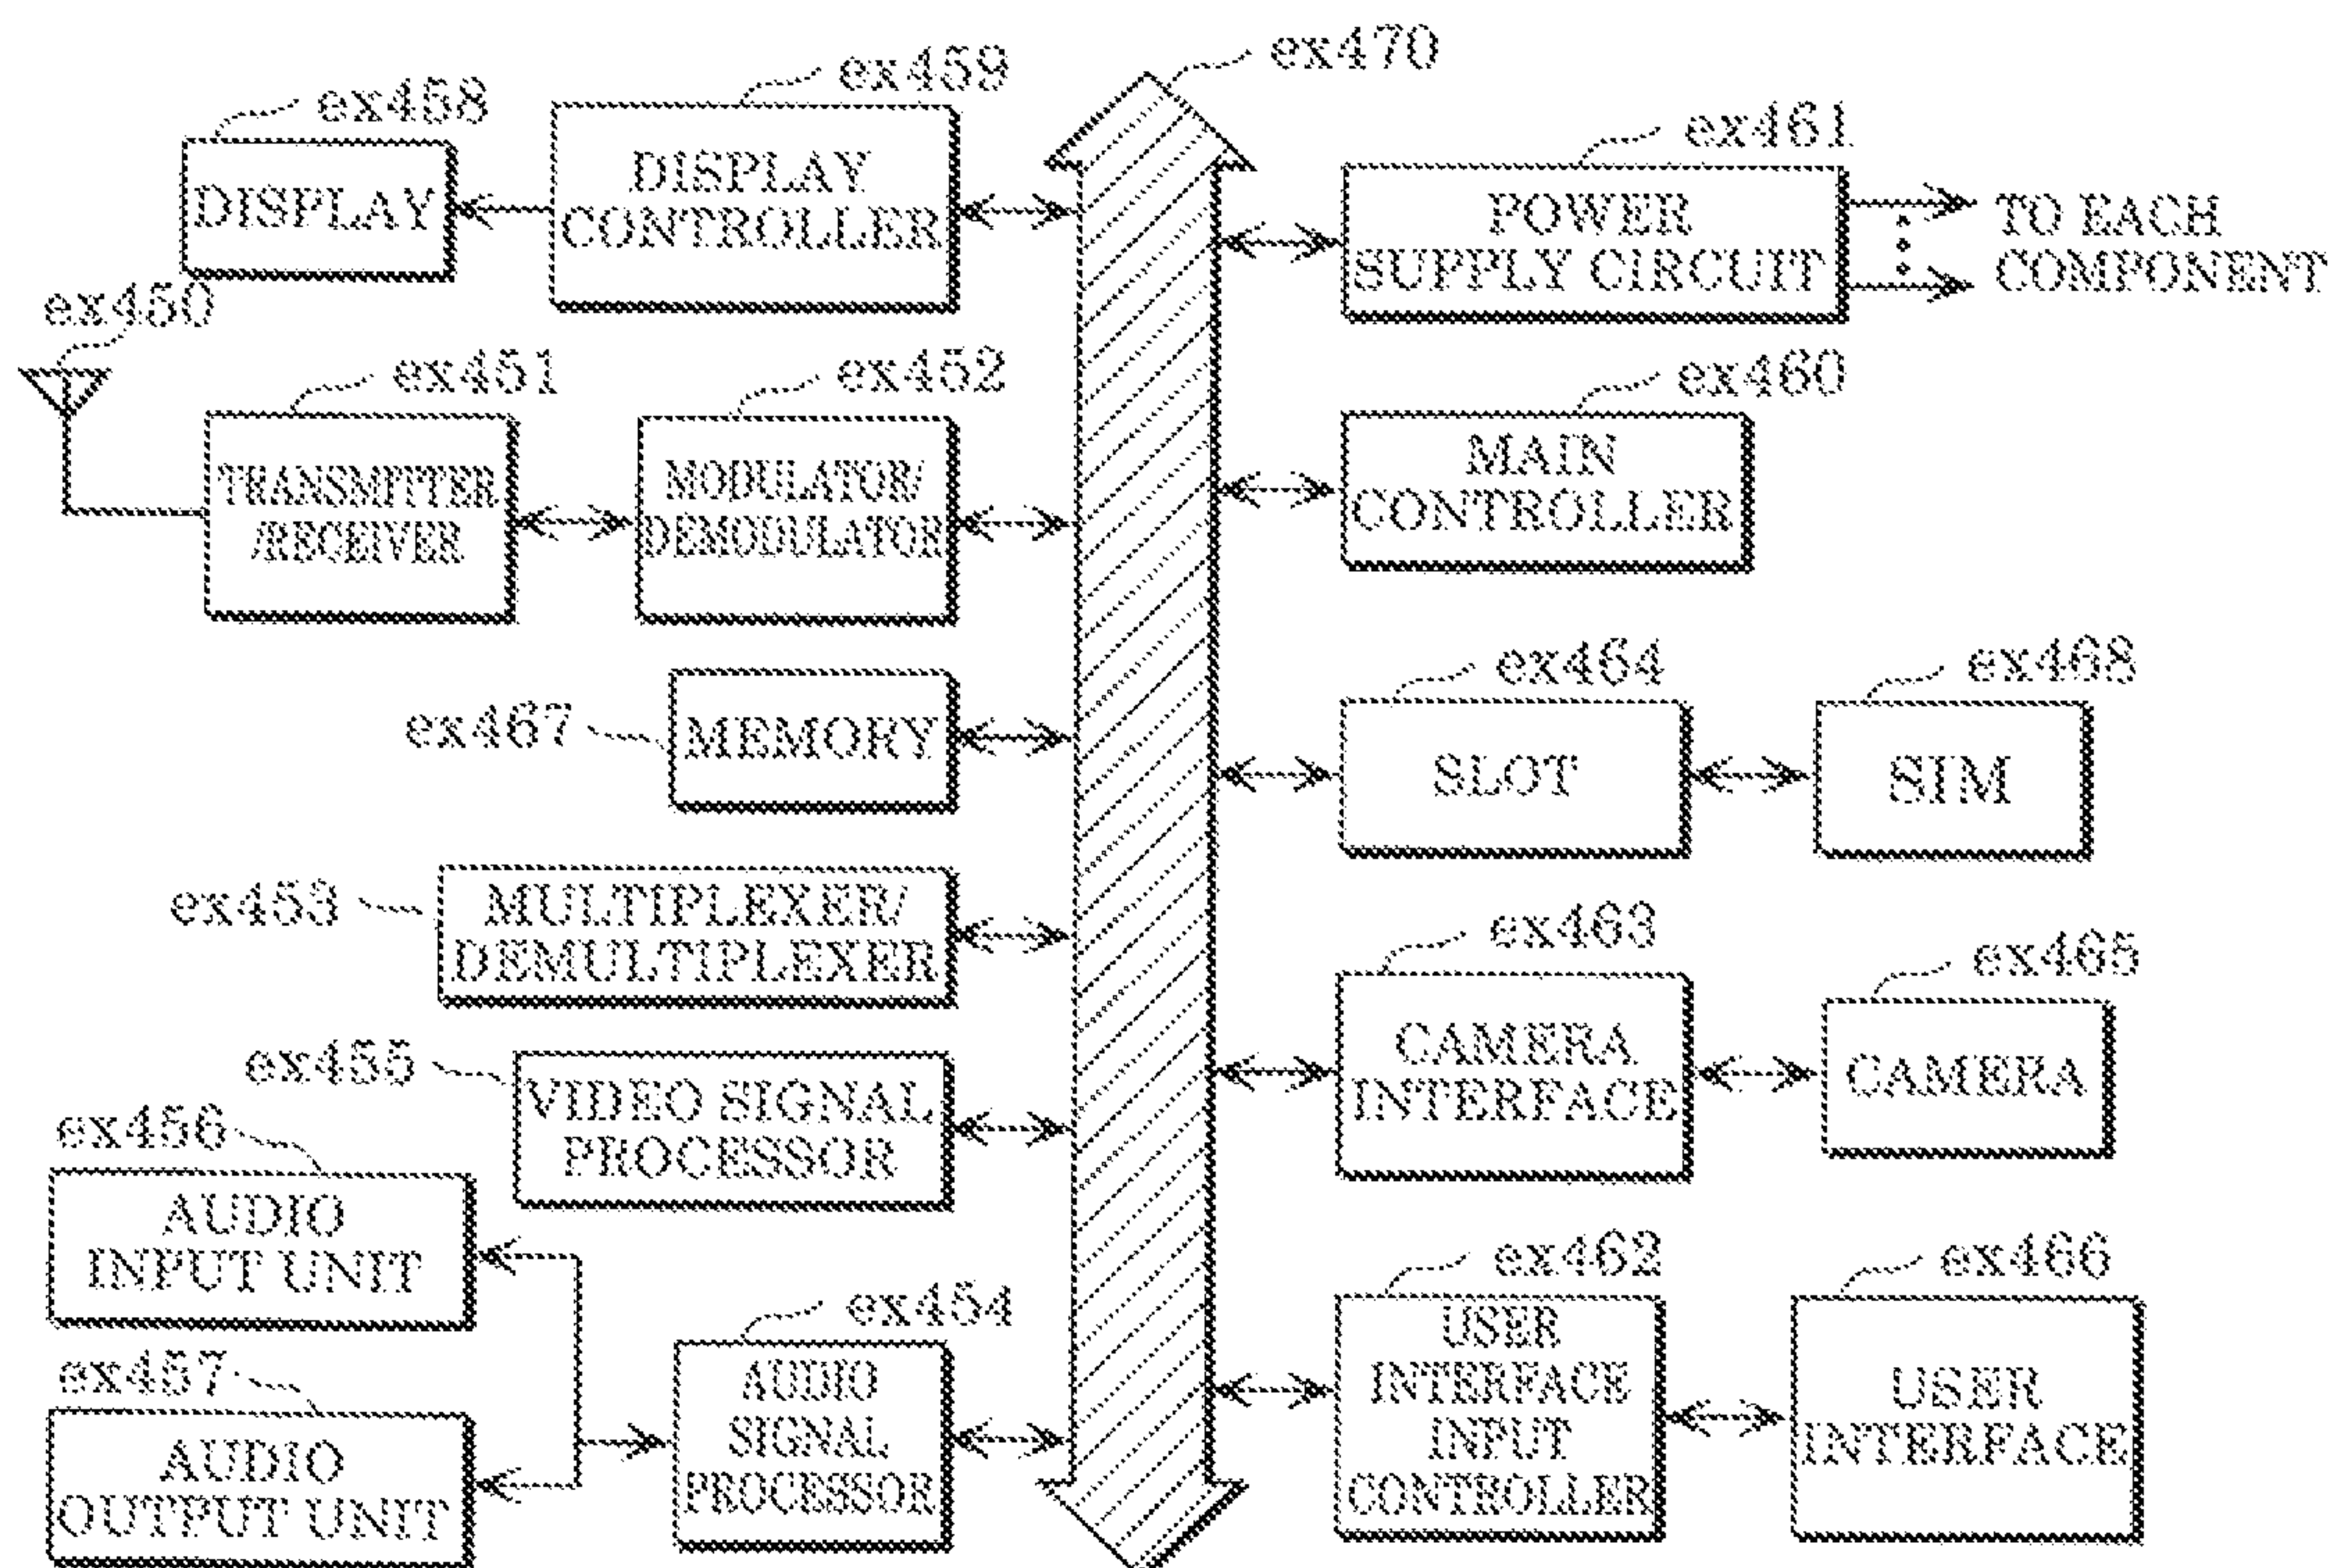 ex470
ex459
ex458
DISPLAY
DISPLAY
CONTROLLER
ex461
POWER
SUPPLY CIRCUIT
TO EACH
COMPONENT
ex450
ex451
TRANSMITTER
/RECEIVER
ex452
MODULATOR/
DEMODULATOR
ex460
MAIN
CONTROLLER
ex467
MEMORY
ex464
SLOT
ex468
SIM
ex453
MULTIPLEXER/
DEMULTIPLEXER
ex463
CAMERA
INTERFACE
ex465
CAMERA
ex455
VIDEO SIGNAL
PROCESSOR
ex456
AUDIO
INPUT UNIT
ex457
AUDIO
OUTPUT UNIT
ex454
AUDIO
SIGNAL
PROCESSOR
ex462
USER
INTERFACE
INPUT
CONTROLLER
ex466
USER
INTERFACE